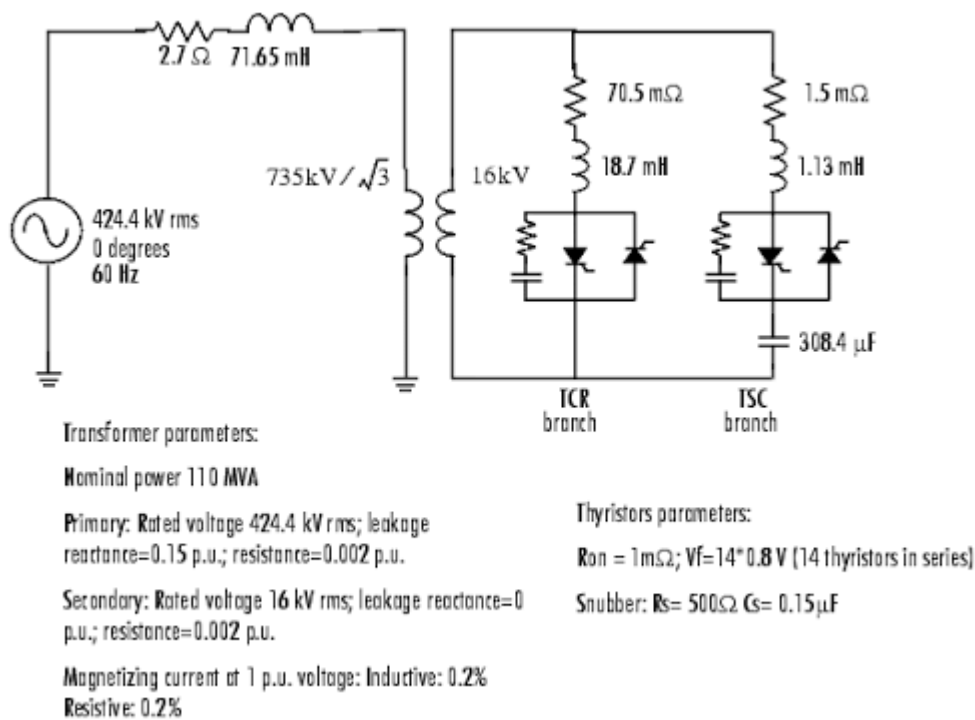 2.7 Ω 71.65 mH
70.5 mΩ
1.5 mΩ
18.7 mH
1.13 mH
735kV/√3
16kV
424.4 kV rms
0 degrees
60 Hz
308.4 μF
TCR
branch
TSC
branch
Transformer parameters:
Nominal power 110 MVA
Primary: Rated voltage 424.4 kV rms; leakage
reactance=0.15 p.u.; resistance=0.002 p.u.
Secondary: Rated voltage 16 kV rms; leakage reactance=0
p.u.; resistance=0.002 p.u.
Magnetizing current at 1 p.u. voltage: Inductive: 0.2%
Resistive: 0.2%
Thyristors parameters:
Ron = 1mΩ; Vf=14*0.8 V (14 thyristors in series)
Snubber: Rs= 500Ω Cs= 0.15μF